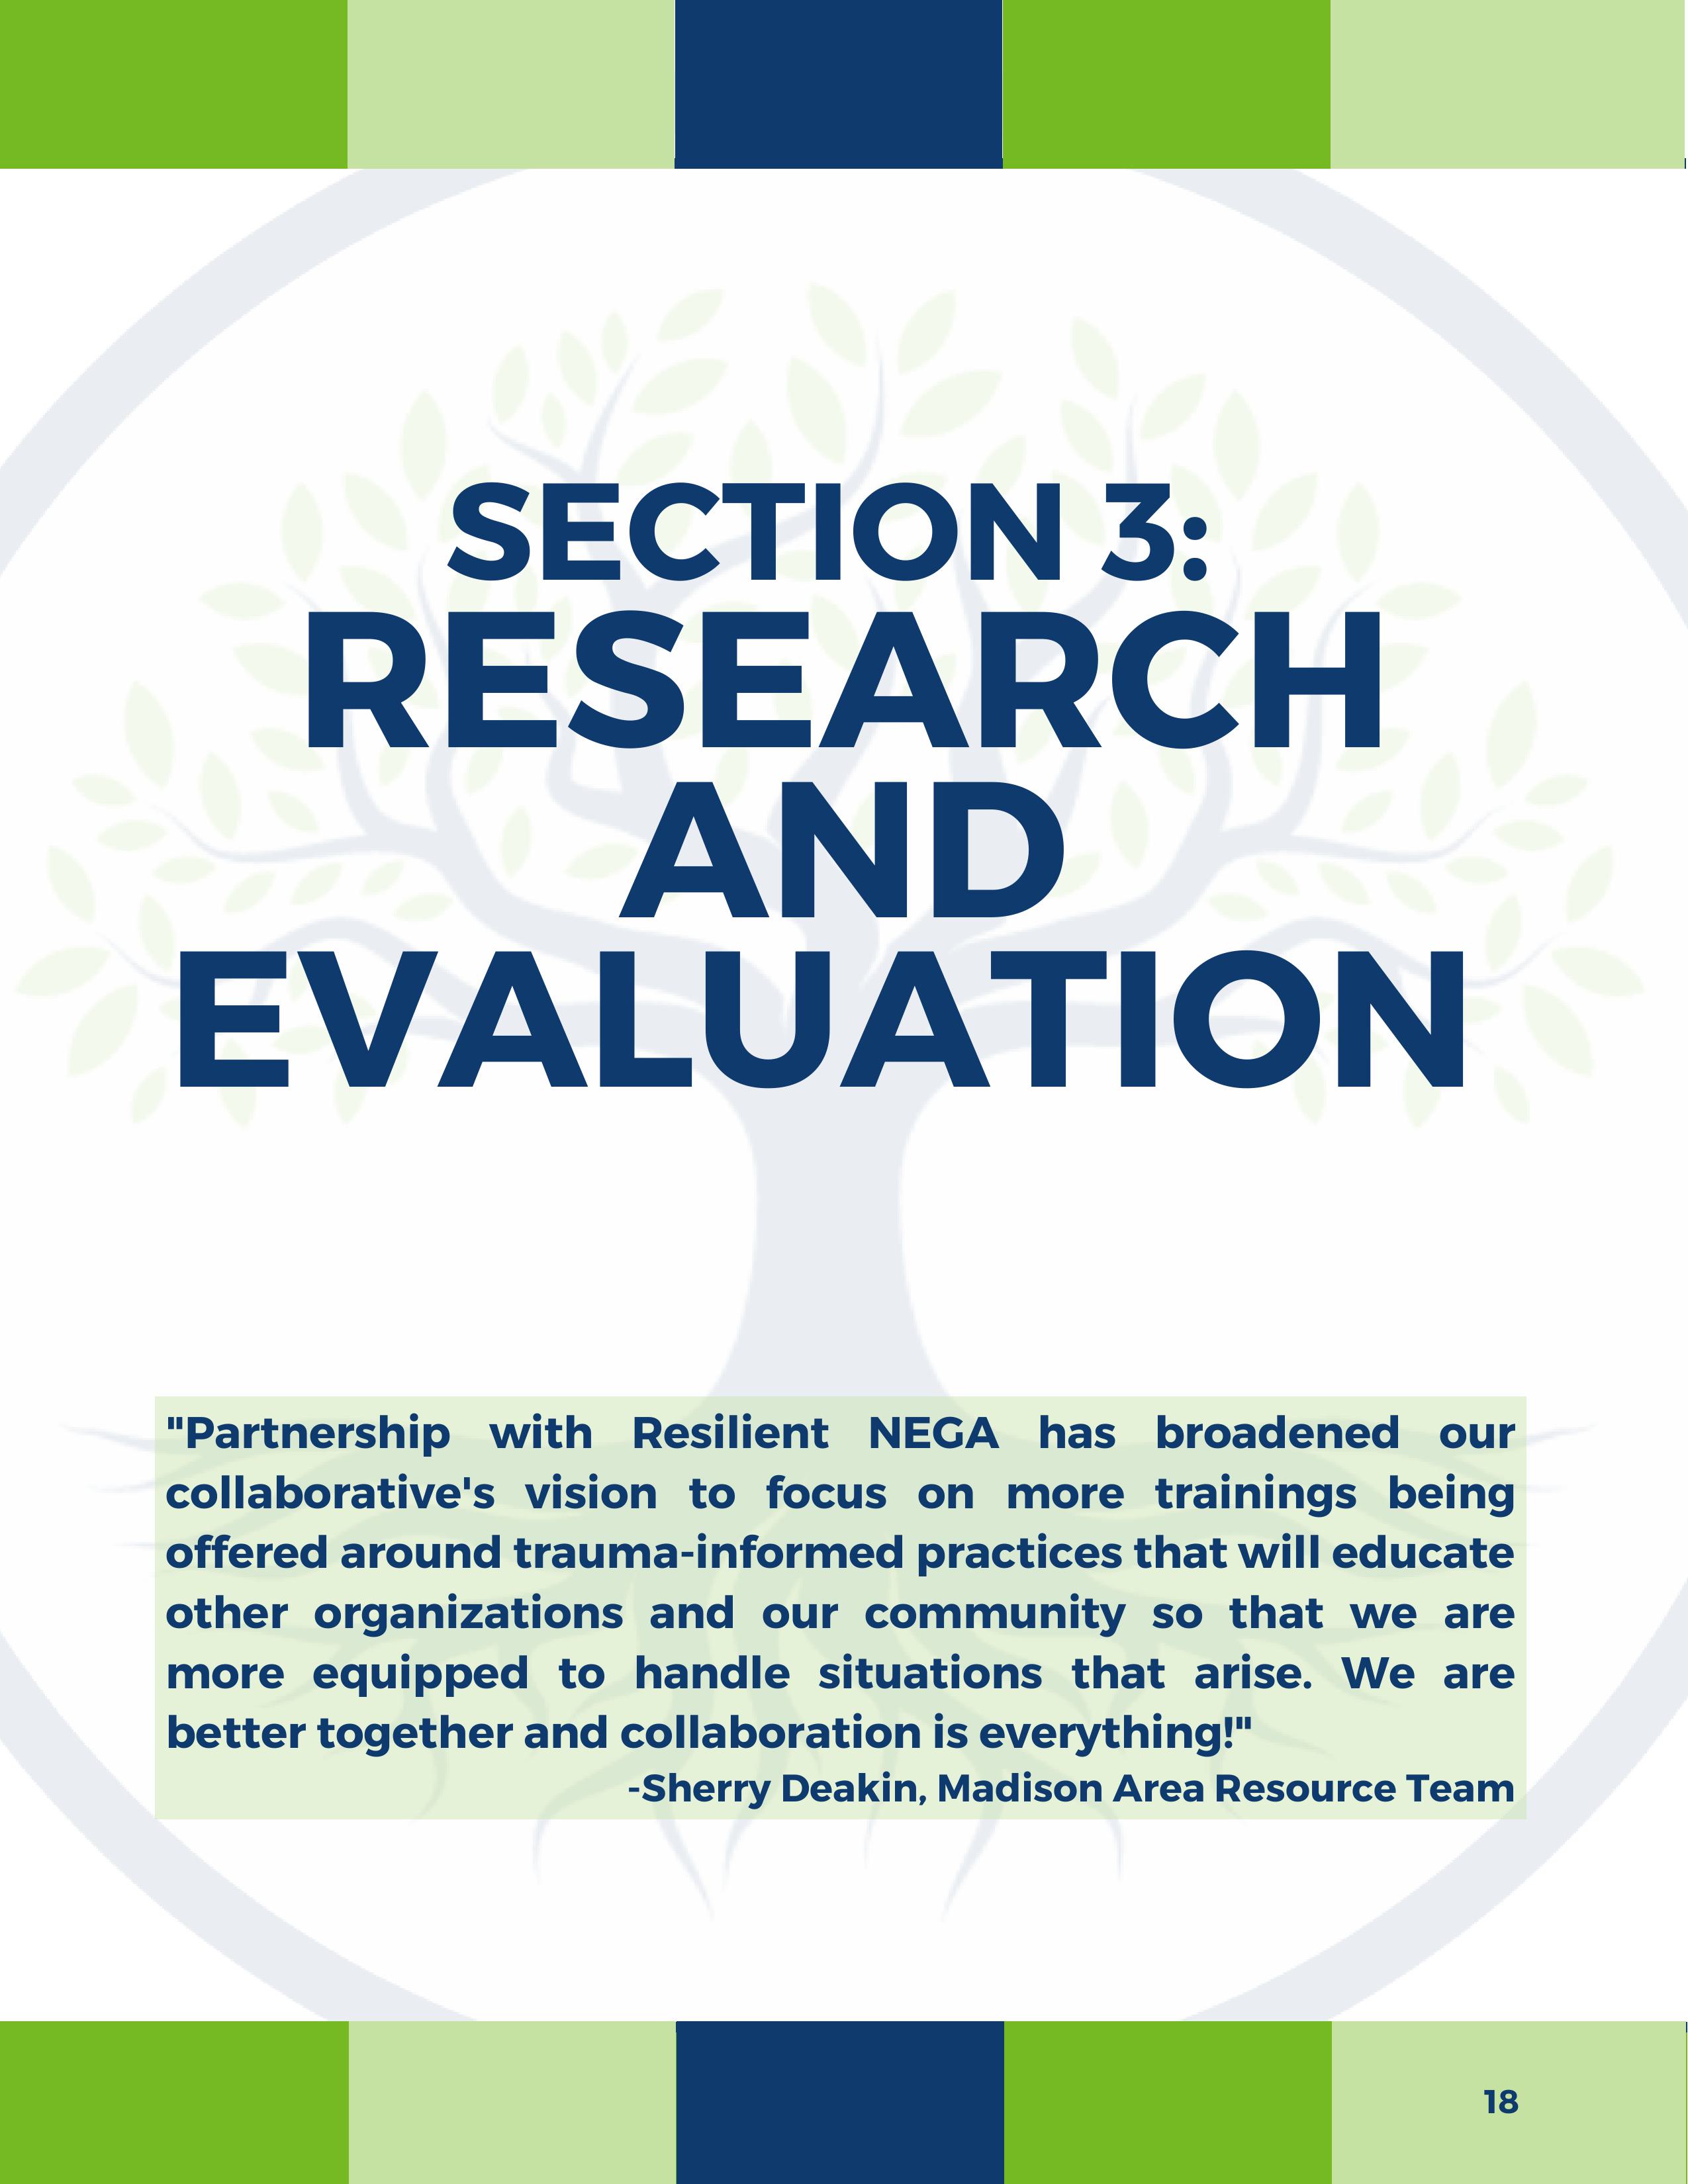 SECTION 3:
RESEARCH
AND
EVALUATION
"Partnership with Resilient NEGA has broadened our
collaborative's vision to focus on more trainings being
offered around trauma-informed practices that will educate
other organizations and our community so that we are
more equipped to handle situations that arise. We are
better together and collaboration is everything!"
-Sherry Deakin, Madison Area Resource Team
18